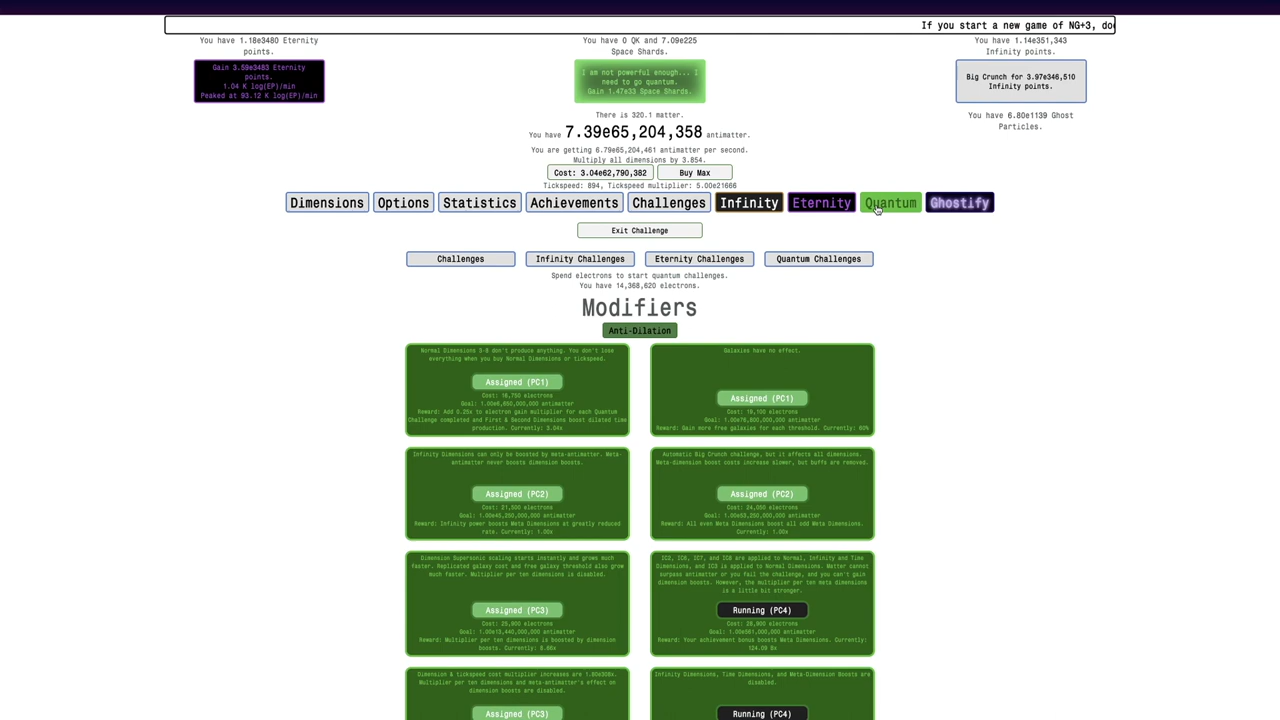 If you start a new game of NG+3, do
You have 1.18e3480 Eternity
points.
Gain 3.59e3483 Eternity
points.
1.04 K log(EP)/min
Peaked at 93.12 K log(EP)/min
You have 0 QK and 7.09e225
Space Shards.
I am not powerful enough... I
need to go quantum.
Gain 1.47e33 Space Shards.
You have 1.14e351,343
Infinity points.
Big Crunch for 3.97e346,510
Infinity points.
You have 6.80e1139 Ghost
Particles.
There is 320.1 matter.
You have 7.39e65,204,358 antimatter.
You are getting 6.79e65,204,461 antimatter per second.
Multiply all dimensions by 3.854.
Cost: 3.04e62,790,382
Buy Max
Tickspeed: 894, Tickspeed multiplier: 5.00e21666
Dimensions
Options
Statistics
Achievements
Challenges
Infinity
Eternity
Quantum
Ghostify
Exit Challenge
Challenges
Infinity Challenges
Eternity Challenges
Quantum Challenges
Spend electrons to start quantum challenges.
You have 14,368,620 electrons.
Modifiers
Anti-Dilation
Normal Dimensions 3-8 don't produce anything. You don't lose
everything when you buy Normal Dimensions or tickspeed.
Assigned (PC1)
Cost: 16,750 electrons
Goal: 1.00e6,650,000,000 antimatter
Reward: Add 0.25x to electron gain multiplier for each Quantum
Challenge completed and First & Second Dimensions boost dilated time
production. Currently: 3.04x
Galaxies have no effect.
Assigned (PC1)
Cost: 19,100 electrons
Goal: 1.00e76,800,000,000 antimatter
Reward: Gain more free galaxies for each threshold. Currently: 60%
Infinity Dimensions can only be boosted by meta-antimatter. Meta-
antimatter never boosts dimension boosts.
Assigned (PC2)
Cost: 21,500 electrons
Goal: 1.00e45,250,000,000 antimatter
Reward: Infinity power boosts Meta Dimensions at greatly reduced
rate. Currently: 1.00x
Automatic Big Crunch challenge, but it affects all dimensions.
Meta-dimension boost costs increase slower, but buffs are removed.
Assigned (PC2)
Cost: 24,050 electrons
Goal: 1.00e53,250,000,000 antimatter
Reward: All even Meta Dimensions boost all odd Meta Dimensions.
Currently: 1.00x
Dimension Supersonic scaling starts instantly and grows much
faster. Replicated galaxy cost and free galaxy threshold also grow
much faster. Multiplier per ten dimensions is disabled.
Assigned (PC3)
Cost: 25,900 electrons
Goal: 1.00e13,440,000,000 antimatter
Reward: Multiplier per ten dimensions is boosted by dimension
boosts. Currently: 8.66x
IC2, IC6, IC7, and IC8 are applied to Normal, Infinity and Time
Dimensions, and IC3 is applied to Normal Dimensions. Matter cannot
surpass antimatter or you fail the challenge, and you can't gain
dimension boosts. However, the multiplier per ten meta dimensions
is a little bit stronger.
Running (PC4)
Cost: 28,900 electrons
Goal: 1.00e561,000,000 antimatter
Reward: Your achievement bonus boosts Meta Dimensions. Currently:
124.09 Bx
Dimension & tickspeed cost multiplier increases are 1.80e308x.
Multiplier per ten dimensions and meta-antimatter's effect on
dimension boosts are disabled.
Assigned (PC3)
Infinity Dimensions, Time Dimensions, and Meta-Dimension Boosts are
disabled.
Running (PC4)